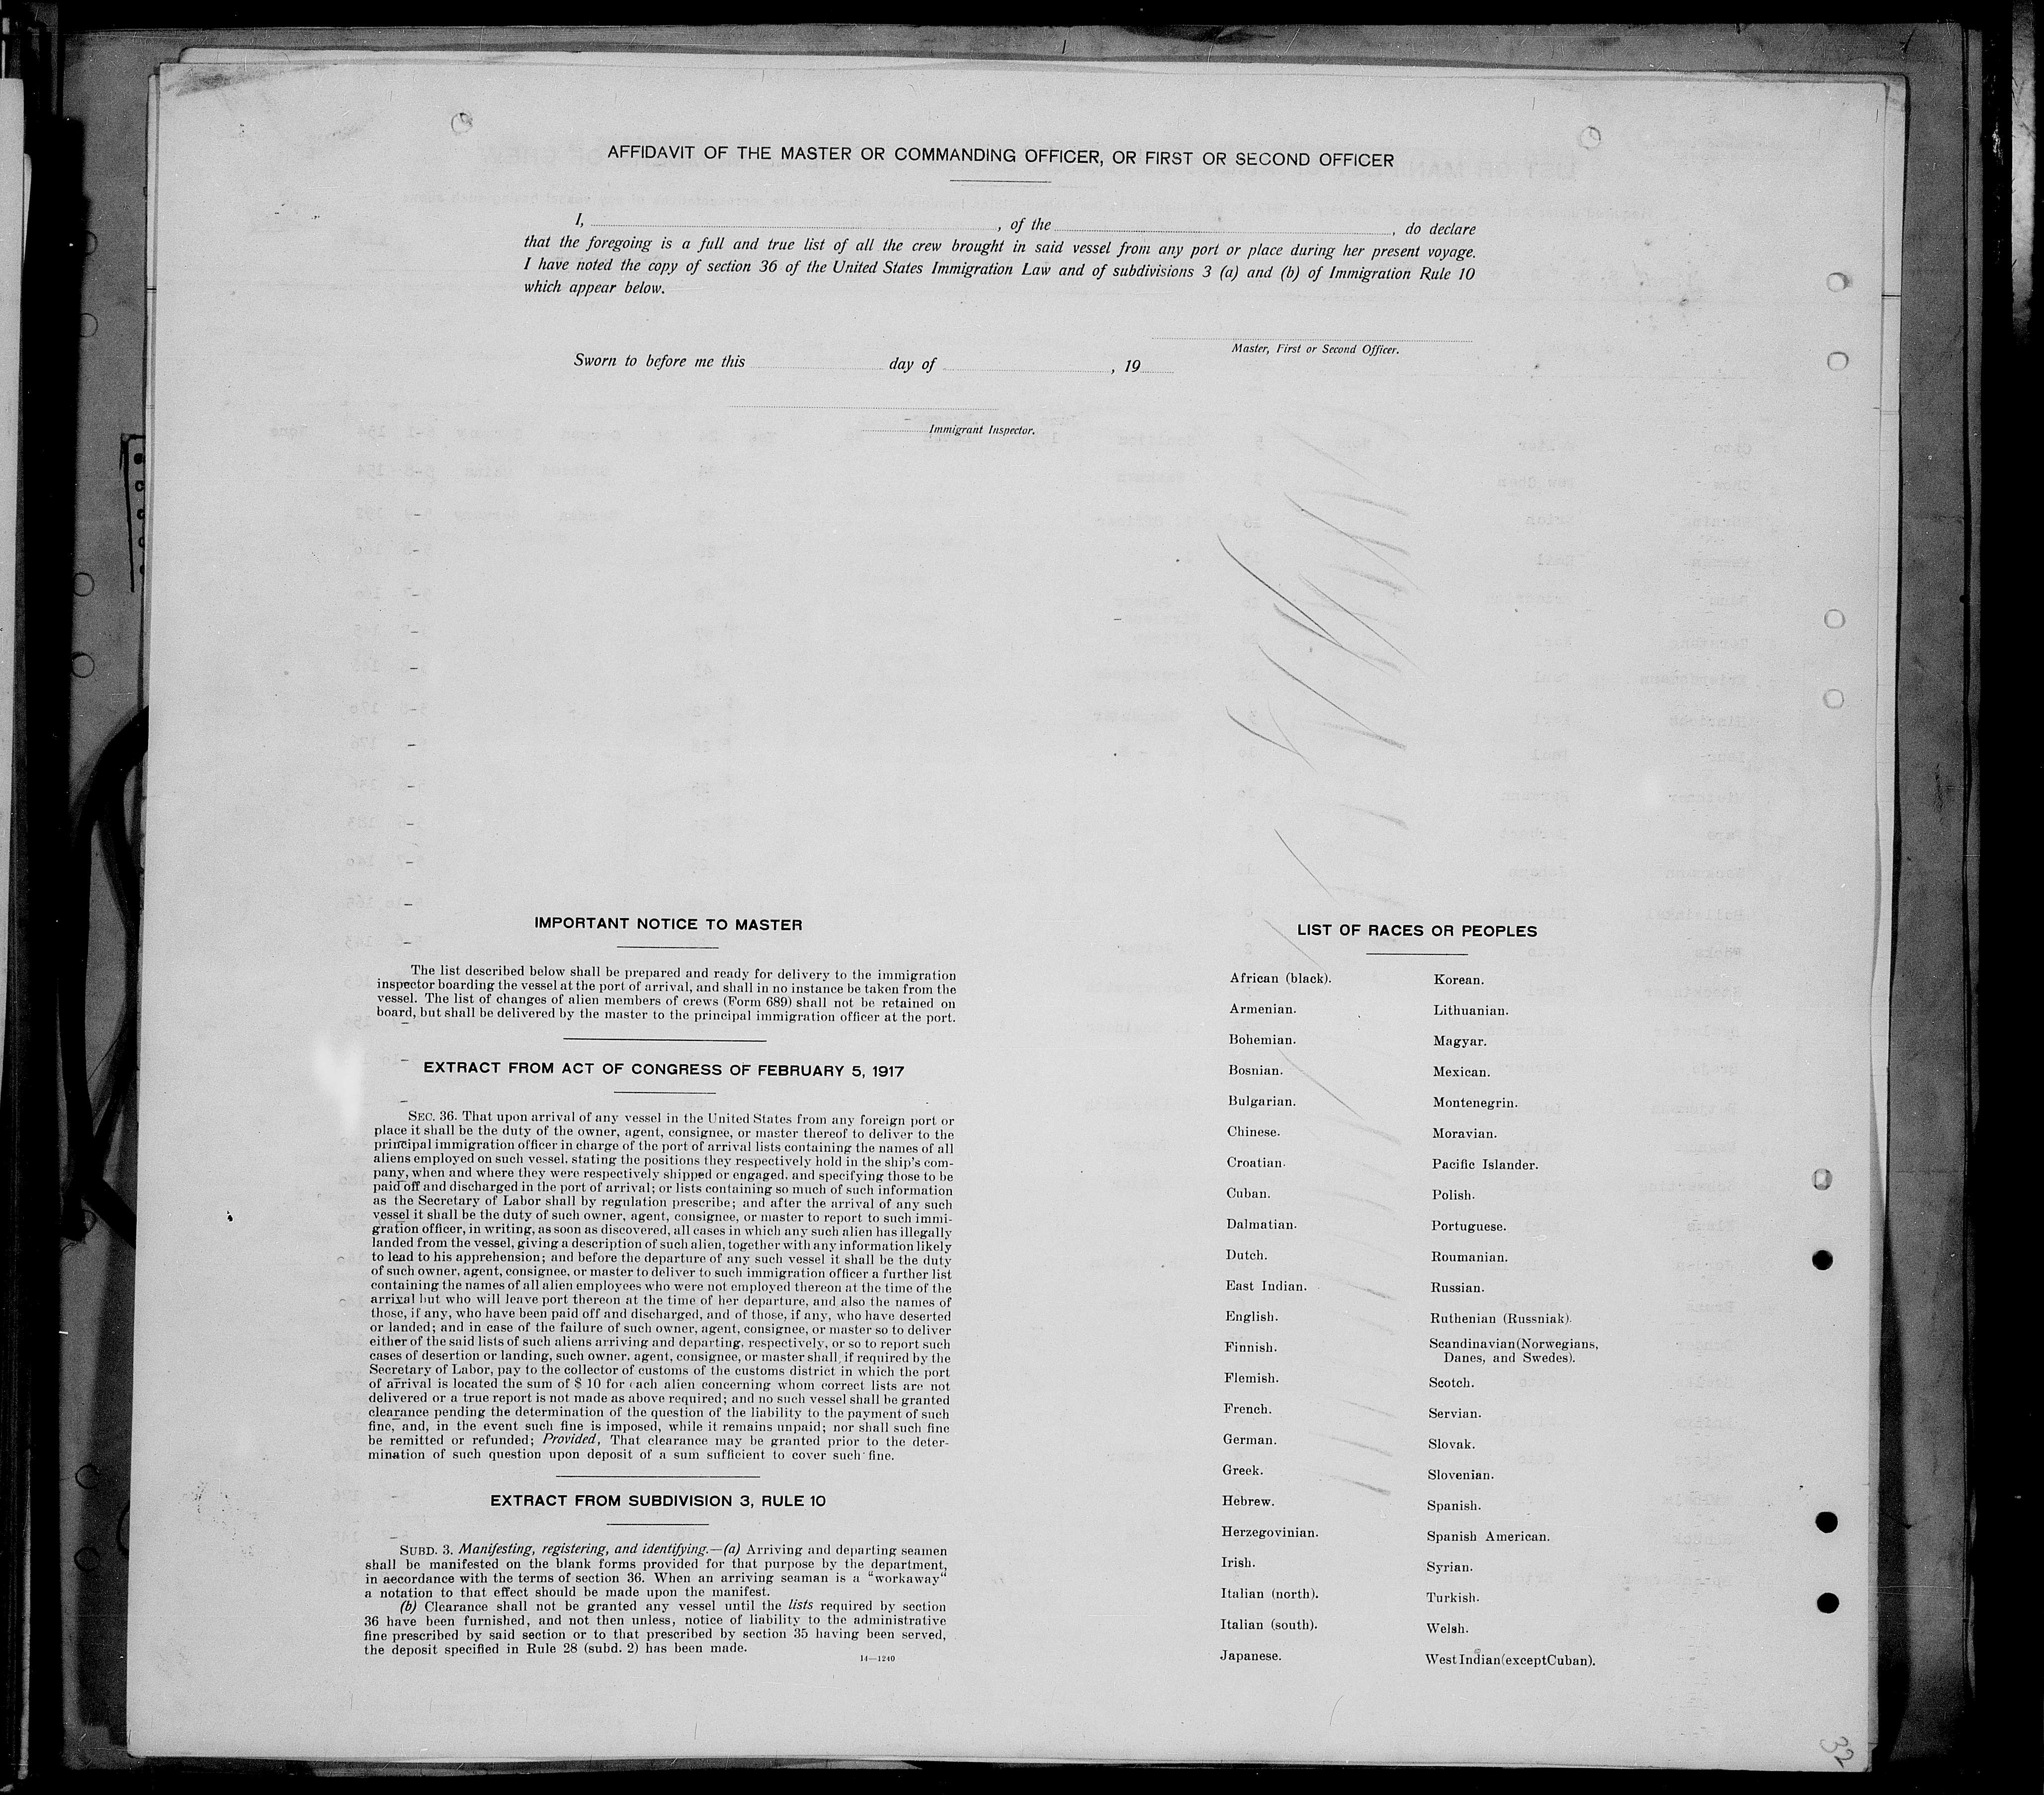 AFFIDAVIT OF THE MASTER OR COMMANDING OFFICER, OR FIRST OR SECOND OFFICER
I, , of the , do declare
that the foregoing is a full and true list of all the crew brought in said vessel from any port or place during her present voyage.
I have noted the copy of section 36 of the United States Immigration Law and of subdivisions 3 (a) and (b) of Immigration Rule 10
which appear below.
Master, First or Second Officer.
Sworn to before me this day of , 19
Immigrant Inspector.
IMPORTANT NOTICE TO MASTER
The list described below shall be prepared and ready for delivery to the immigration
inspector boarding the vessel at the port of arrival, and shall in no instance be taken from the
vessel. The list of changes of alien members of crews (Form 689) shall not be retained on
board, but shall be delivered by the master to the principal immigration officer at the port.
EXTRACT FROM ACT OF CONGRESS OF FEBRUARY 5, 1917
SEC. 36. That upon arrival of any vessel in the United States from any foreign port or
place it shall be the duty of the owner, agent, consignee, or master thereof to deliver to the
principal immigration officer in charge of the port of arrival lists containing the names of all
aliens employed on such vessel. stating the positions they respectively hold in the ship's com-
pany, when and where they were respectively shipped or engaged, and specifying those to be
paid off and discharged in the port of arrival; or lists containing so much of such information
as the Secretary of Labor shall by regulation prescribe; and after the arrival of any such
vessel it shall be the duty of such owner, agent, consignee, or master to report to such immi-
gration officer, in writing, as soon as discovered, all cases in which any such alien has illegally
landed from the vessel, giving a description of such alien, together with any information likely
to lead to his apprehension; and before the departure of any such vessel it shall be the duty
of such owner, agent, consignee, or master to deliver to such immigration officer a further list
containing the names of all alien employees who were not employed thereon at the time of the
arrival but who will leave port thereon at the time of her departure, and also the names of
those, if any, who have been paid off and discharged, and of those, if any, who have deserted
or landed; and in case of the failure of such owner, agent, consignee, or master so to deliver
either of the said lists of such aliens arriving and departing, respectively, or so to report such
cases of desertion or landing, such owner. agent, consignee, or master shall, if required by the
Secretary of Labor, pay to the collector of customs of the customs district in which the port
of arrival is located the sum of $ 10 for each alien concerning whom correct lists are not
delivered or a true report is not made as above required; and no such vessel shall be granted
clearance pending the determination of the question of the liability to the payment of such
fine, and, in the event such fine is imposed, while it remains unpaid; nor shall such fine
be remitted or refunded; Provided, That clearance may be granted prior to the deter-
mination of such question upon deposit of a sum sufficient to cover such fine.
EXTRACT FROM SUBDIVISION 3, RULE 10
SUBD. 3. Manifesting, registering, and identifying.—(a) Arriving and departing seamen
shall be manifested on the blank forms provided for that purpose by the department,
in accordance with the terms of section 36. When an arriving seaman is a "workaway"
a notation to that effect should be made upon the manifest.
(b) Clearance shall not be granted any vessel until the lists required by section
36 have been furnished, and not then unless, notice of liability to the administrative
fine prescribed by said section or to that prescribed by section 35 having been served,
the deposit specified in Rule 28 (subd. 2) has been made.
14—1240
LIST OF RACES OR PEOPLES
African (black).
Armenian.
Bohemian.
Bosnian.
Bulgarian.
Chinese.
Croatian.
Cuban.
Dalmatian.
Dutch.
East Indian.
English.
Finnish.
Flemish.
French.
German.
Greek.
Hebrew.
Herzegovinian.
Irish.
Italian (north).
Italian (south).
Japanese.
Korean.
Lithuanian.
Magyar.
Mexican.
Montenegrin.
Moravian.
Pacific Islander.
Polish.
Portuguese.
Roumanian.
Russian.
Ruthenian (Russniak).
Scandinavian (Norwegians,
Danes, and Swedes).
Scotch.
Servian.
Slovak.
Slovenian.
Spanish.
Spanish American.
Syrian.
Turkish.
Welsh.
West Indian (except Cuban).
32